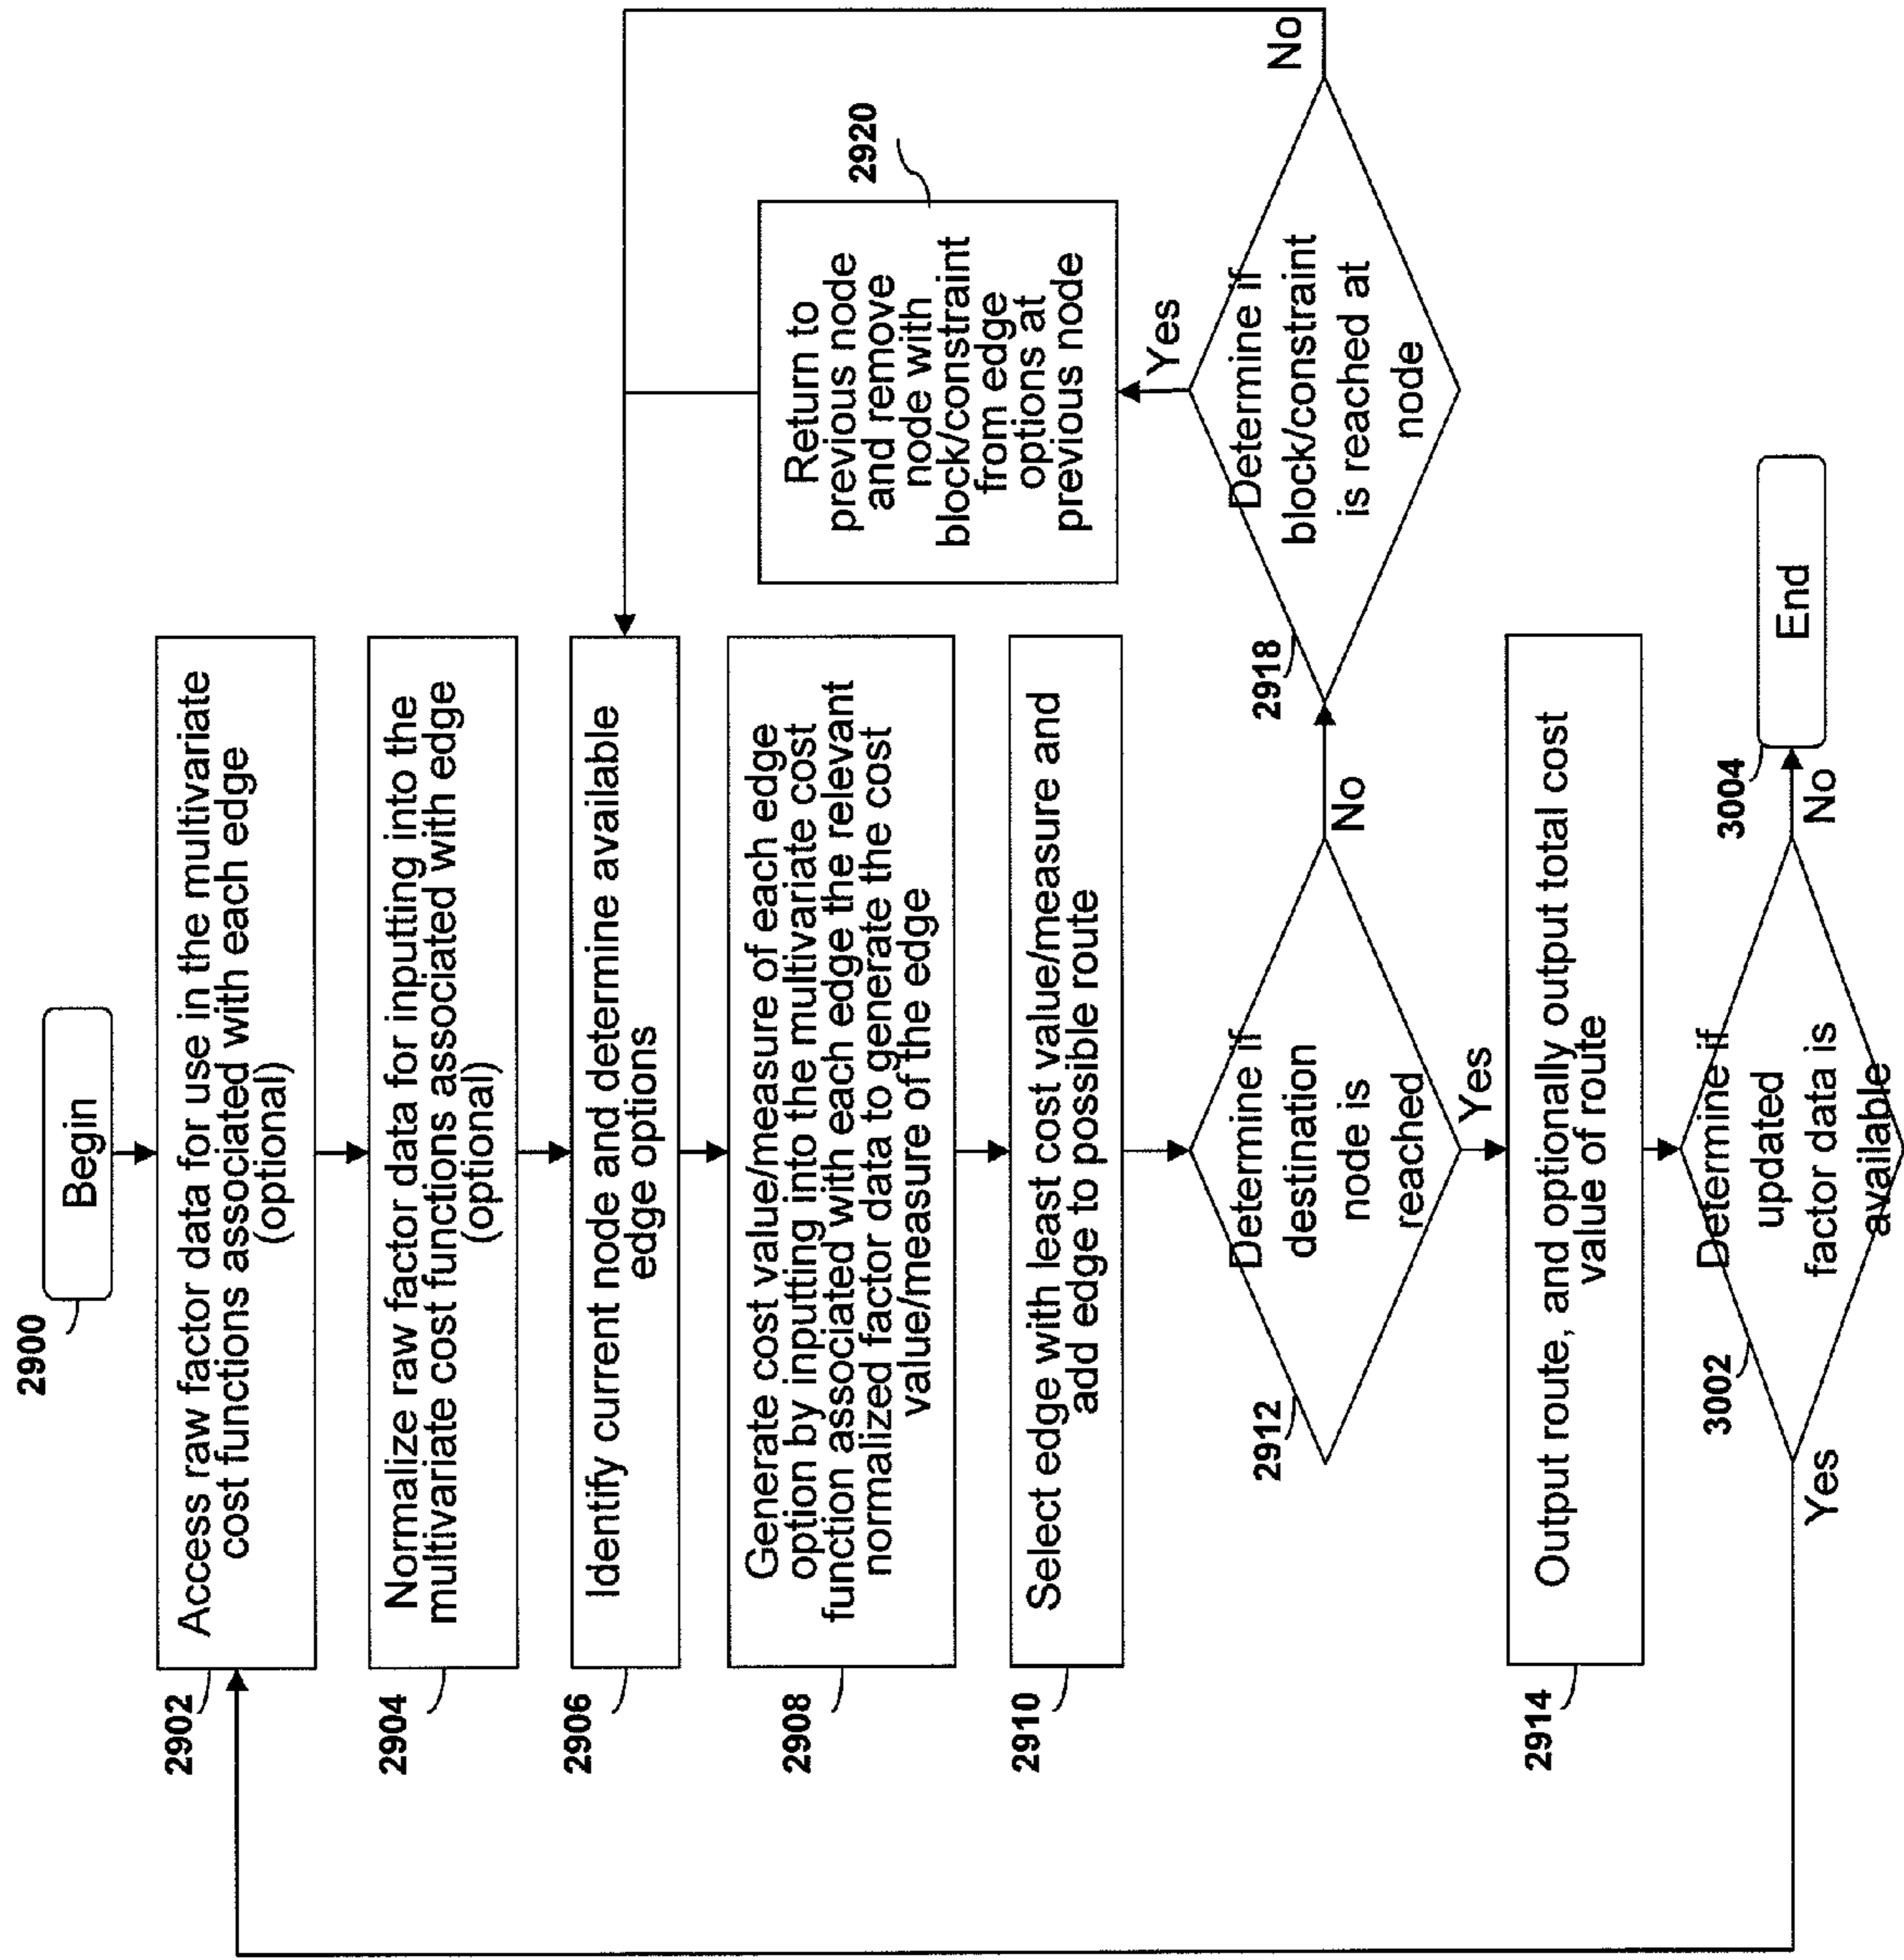 2900
Begin
2902
Access raw factor data for use in the multivariate
cost functions associated with each edge
(optional)
2904
Normalize raw factor data for inputting into the
multivariate cost functions associated with edge
(optional)
2906
Identify current node and determine available
edge options
2908
Generate cost value/measure of each edge
option by inputting into the multivariate cost
function associated with each edge the relevant
normalized factor data to generate the cost
value/measure of the edge
2910
Select edge with least cost value/measure and
add edge to possible route
2912
Determine if
destination
node is
reached
No
Yes
2918
Determine if
block/constraint
is reached at
node
No
Yes
2920
Return to
previous node
and remove
node with
block/constraint
from edge
options at
previous node
2914
Output route, and optionally output total cost
value of route
3002
Determine if
updated
factor data is
available
Yes
No
3004
End